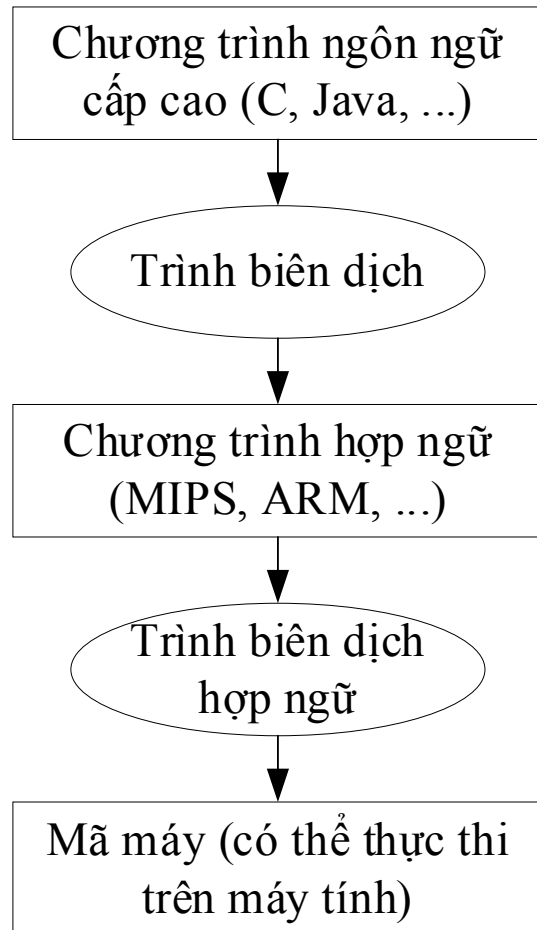 Chương trình ngôn ngữ
cấp cao (C, Java, ...)
Trình biên dịch
Chương trình hợp ngữ
(MIPS, ARM, ...)
Trình biên dịch
hợp ngữ
Mã máy (có thể thực thi
trên máy tính)